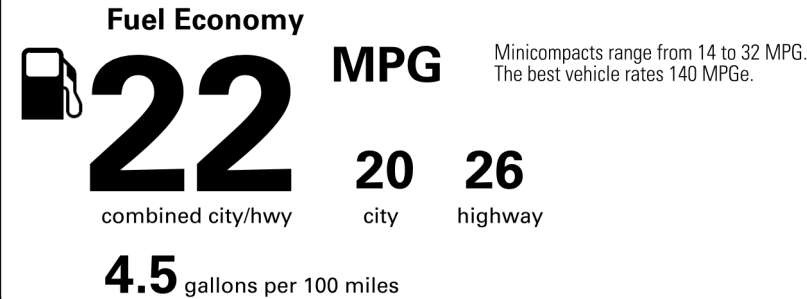 Fuel Economy
22
MPG
Minicompacts range from 14 to 32 MPG.
The best vehicle rates 140 MPGe.
combined city/hwy
20
city
26
highway
4.5 gallons per 100 miles